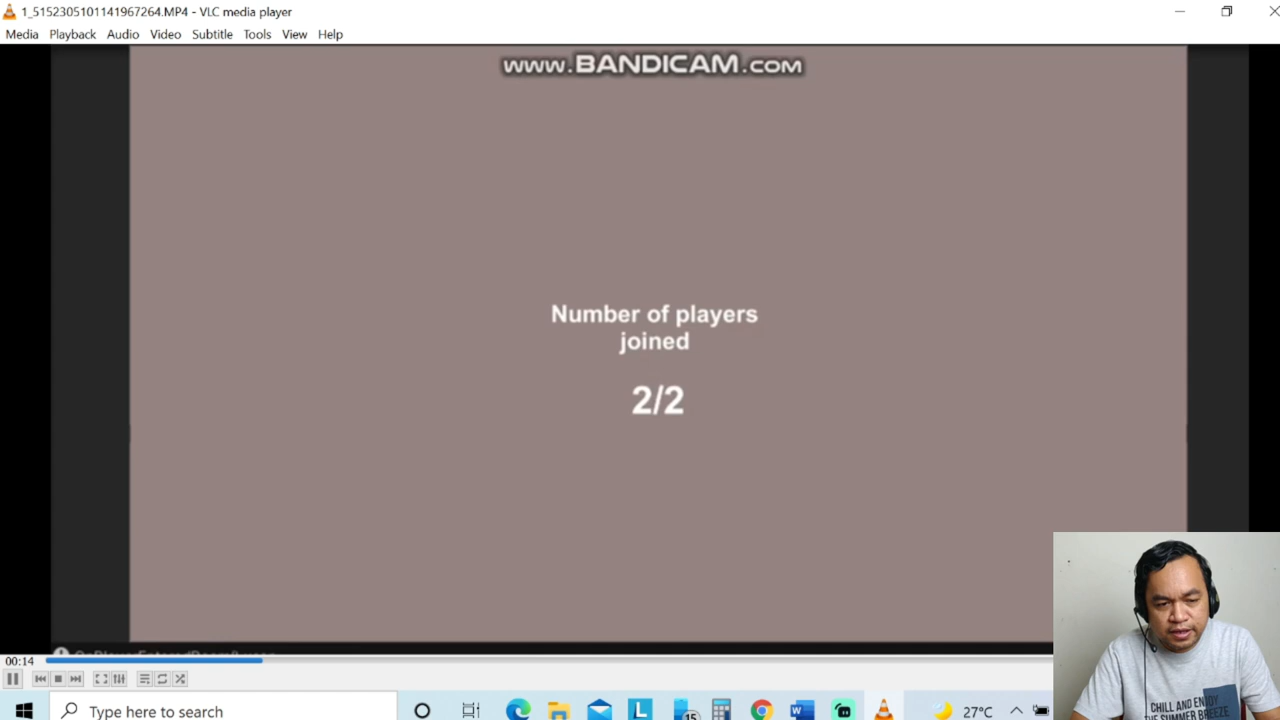 1_5152305101141967264.MP4 - VLC media player
Media Playback Audio Video Subtitle Tools View Help
www.BANDICAM.COM
Number of players
joined
2/2
00:14
Type here to search
L
15
W
27°C
CHILL AND ENJOY
THE SUMMER BREEZE